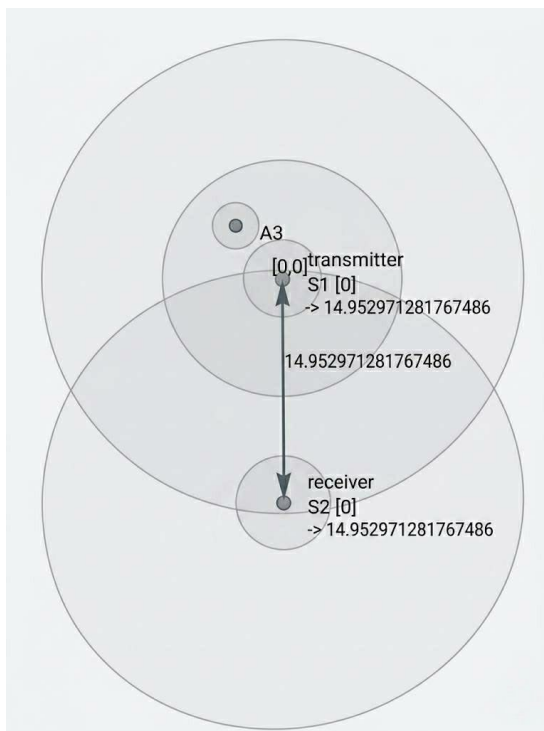 A3
[0,0]transmitter
S1 [0]
-> 14.952971281767486
14.952971281767486
receiver
S2 [0]
-> 14.952971281767486